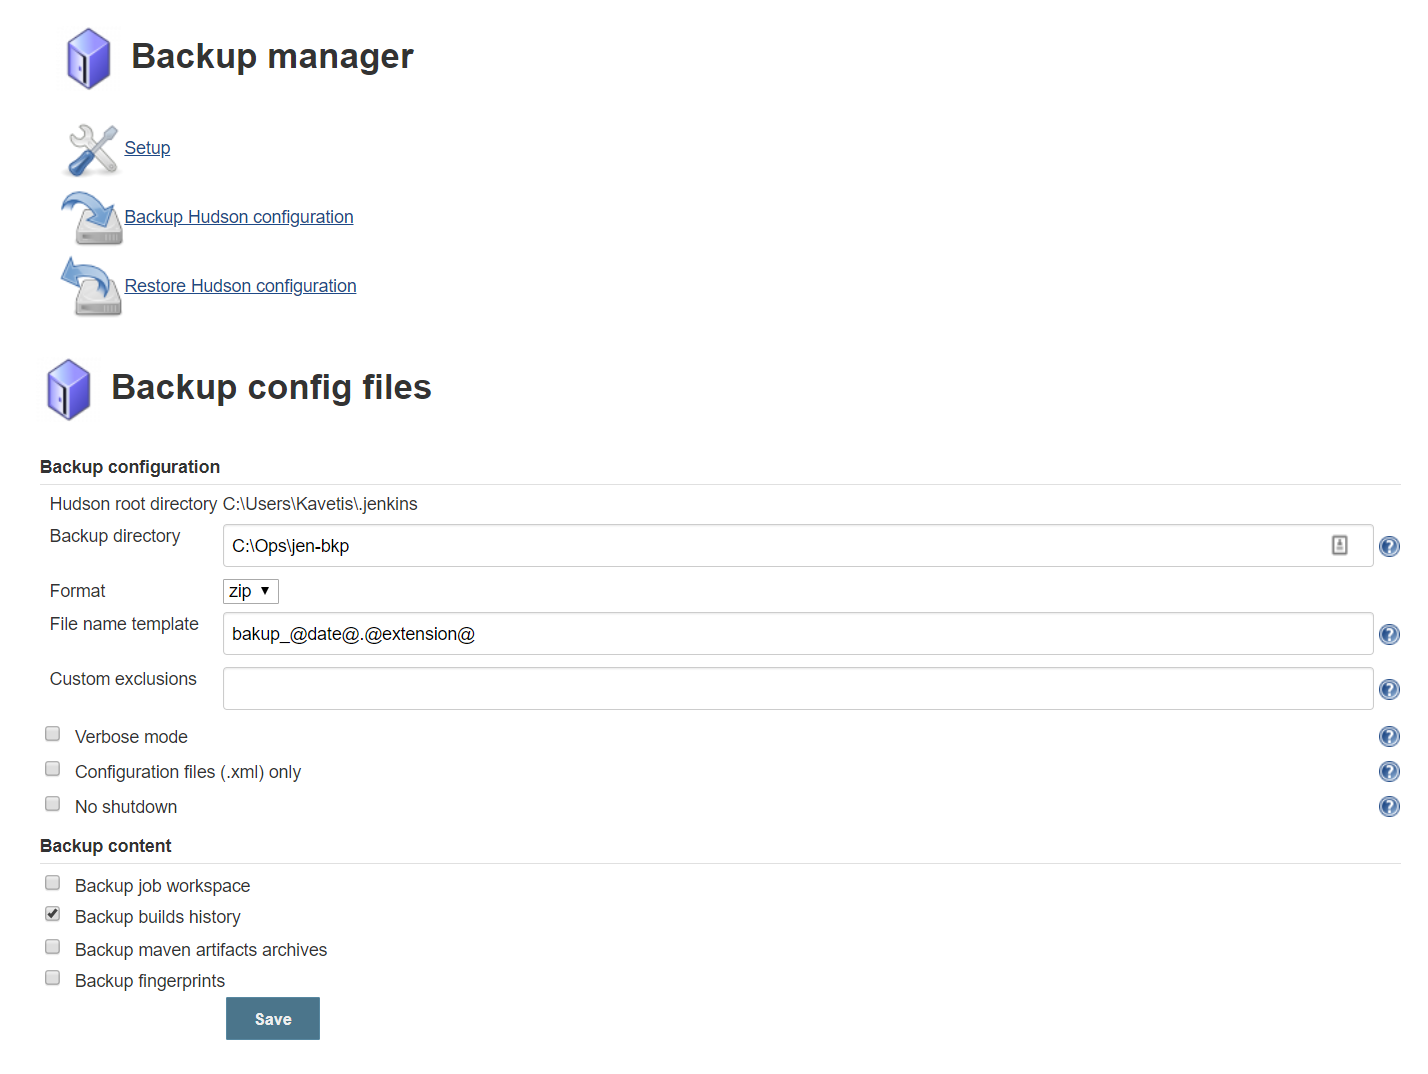 Backup manager
Setup
Backup Hudson configuration
Restore Hudson configuration
Backup config files
Backup configuration
Hudson root directory C:\Users\Kavetis\.jenkins
Backup directory C:\Ops\jen-bkp
Format zip
File name template bakup_@date@.@extension@
Custom exclusions
Verbose mode
Configuration files (.xml) only
No shutdown
Backup content
Backup job workspace
Backup builds history
Backup maven artifacts archives
Backup fingerprints
Save